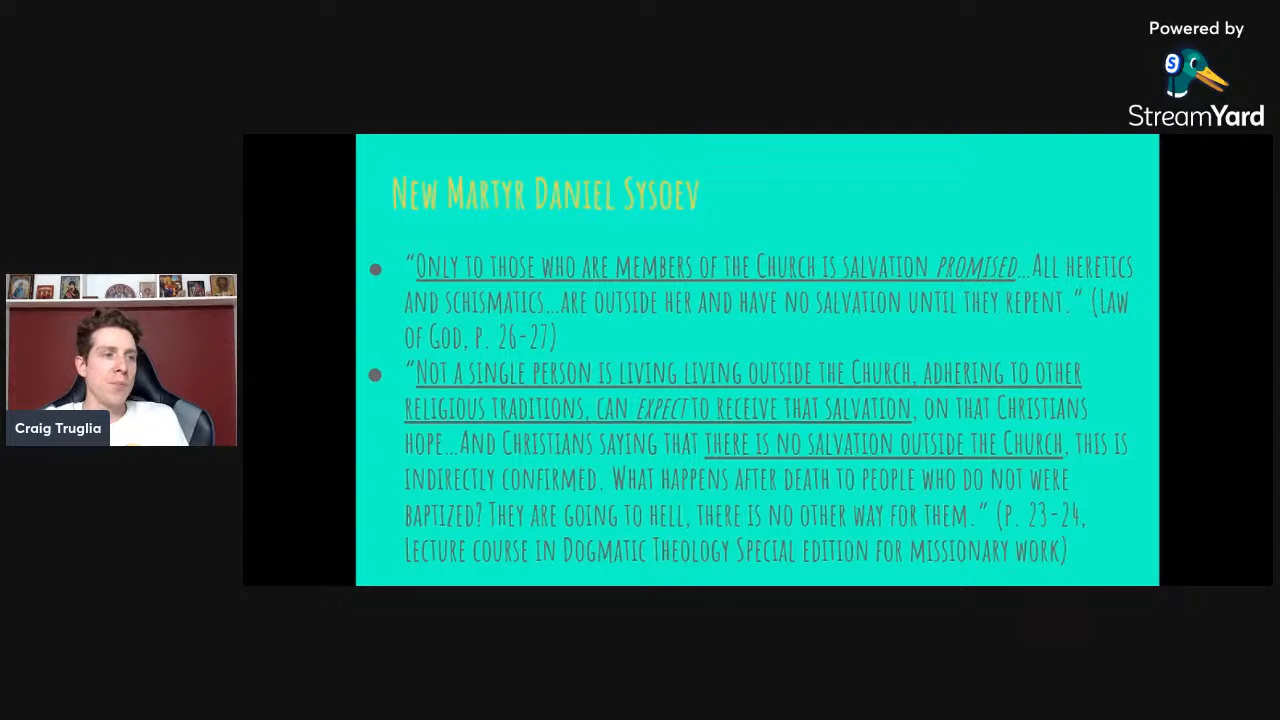 Powered by
StreamYard
S
New Martyr Daniel Sysoev
● “Only to those who are members of the Church is salvation promised…All heretics
and schismatics…are outside her and have no salvation until they repent.” (Law
of God, p. 26-27)
● “Not a single person is living living outside the Church, adhering to other
religious traditions, can expect to receive that salvation, on that Christians
hope…And Christians saying that there is no salvation outside the Church, this is
indirectly confirmed. What happens after death to people who do not were
baptized? They are going to hell, there is no other way for them.” (p. 23-24,
Lecture course in Dogmatic Theology Special edition for missionary work)
Craig Truglia